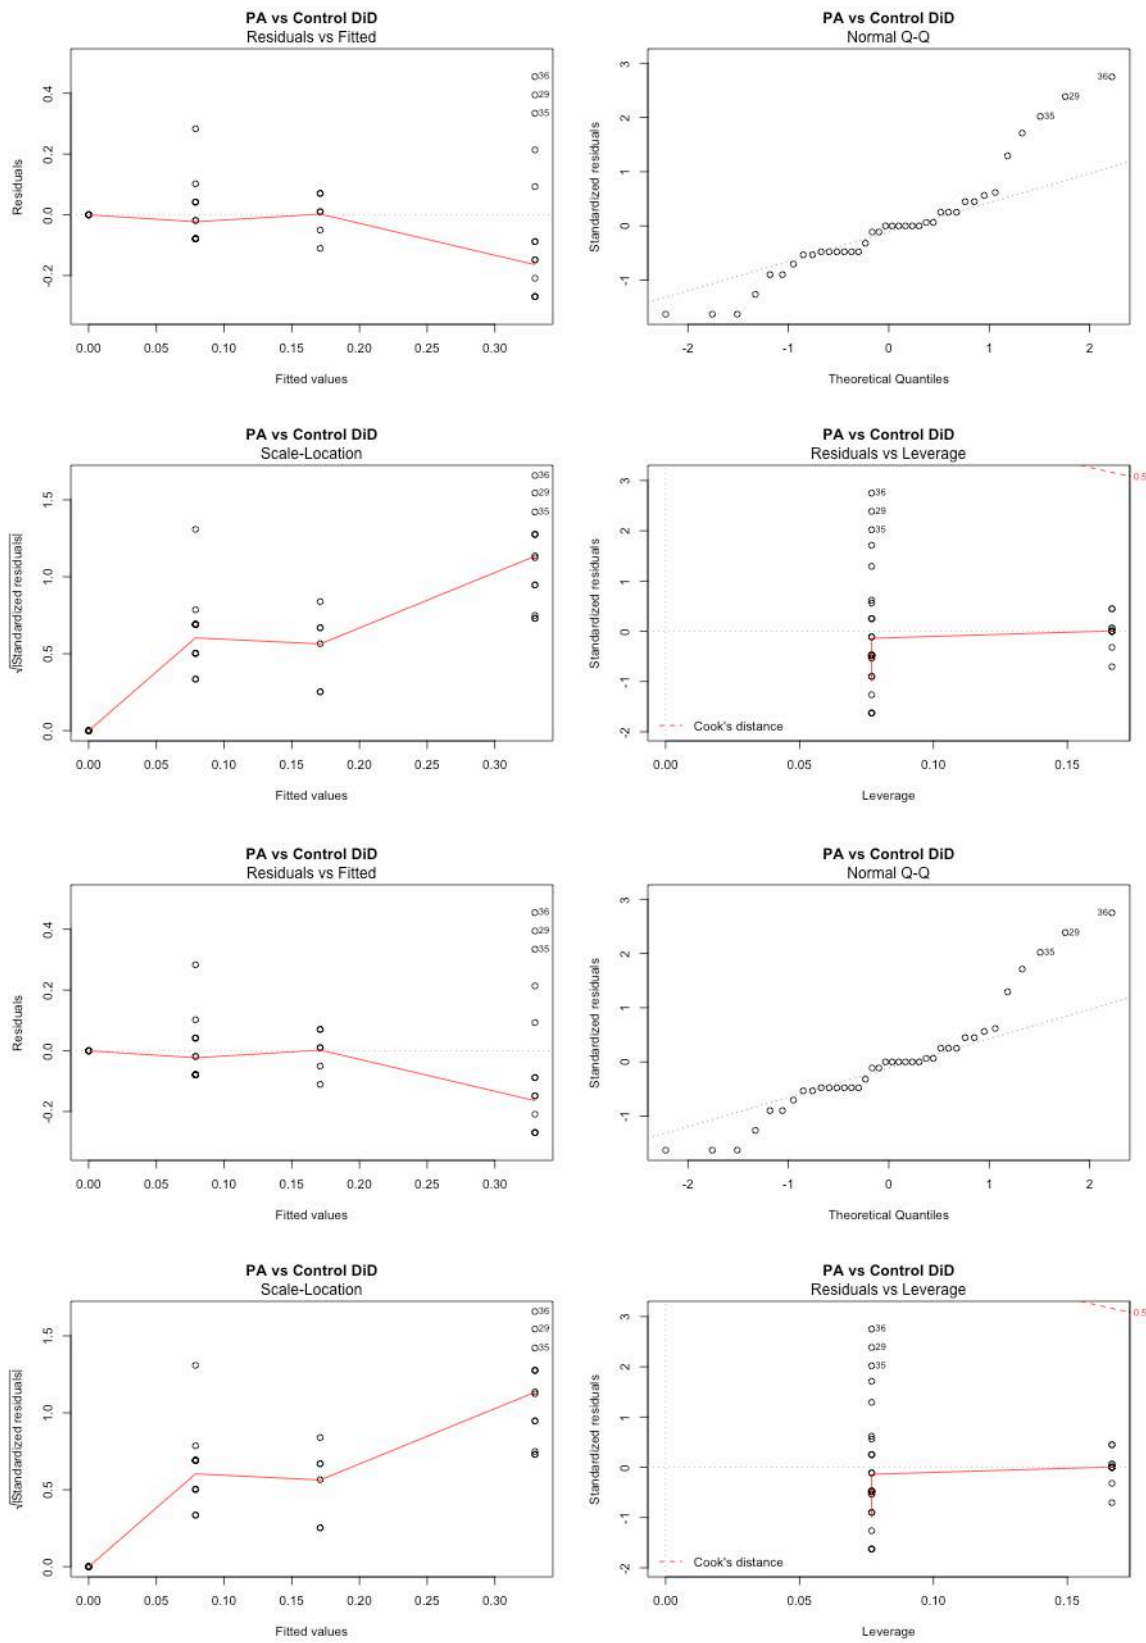 PA vs Control DiD
Residuals vs Fitted
Residuals
0.4
0.2
0.0
-0.2
36
29
35
0.00 0.05 0.10 0.15 0.20 0.25 0.30
Fitted values
PA vs Control DiD
Normal Q-Q
Standardized residuals
3
2
1
0
-1
36
29
35
-2 -1 0 1 2
Theoretical Quantiles
PA vs Control DiD
Scale-Location
√|Standardized residuals|
1.5
1.0
0.5
0.0
36
29
35
0.00 0.05 0.10 0.15 0.20 0.25 0.30
Fitted values
PA vs Control DiD
Residuals vs Leverage
Standardized residuals
3
2
1
0
-1
-2
36
29
35
0.5
Cook's distance
0.00 0.05 0.10 0.15
Leverage
PA vs Control DiD
Residuals vs Fitted
Residuals
0.4
0.2
0.0
-0.2
36
29
35
0.00 0.05 0.10 0.15 0.20 0.25 0.30
Fitted values
PA vs Control DiD
Normal Q-Q
Standardized residuals
3
2
1
0
-1
36
29
35
-2 -1 0 1 2
Theoretical Quantiles
PA vs Control DiD
Scale-Location
√|Standardized residuals|
1.5
1.0
0.5
0.0
36
29
35
0.00 0.05 0.10 0.15 0.20 0.25 0.30
Fitted values
PA vs Control DiD
Residuals vs Leverage
Standardized residuals
3
2
1
0
-1
-2
36
29
35
0.5
Cook's distance
0.00 0.05 0.10 0.15
Leverage